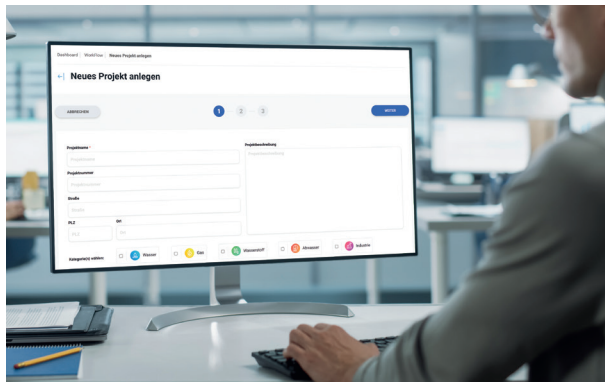 Dashboard Workflow Neues Projekt anlegen
Neues Projekt anlegen
ABBRECHEN
1 2 3
WEITER
Projektname *
Projektname
Projektbeschreibung
Projektbeschreibung
Projektnummer
Projektnummer
Straße
Straße
PLZ Ort
PLZ Ort
Kategorie(n) wählen: Wasser Gas Wasserstoff Abwasser Industrie